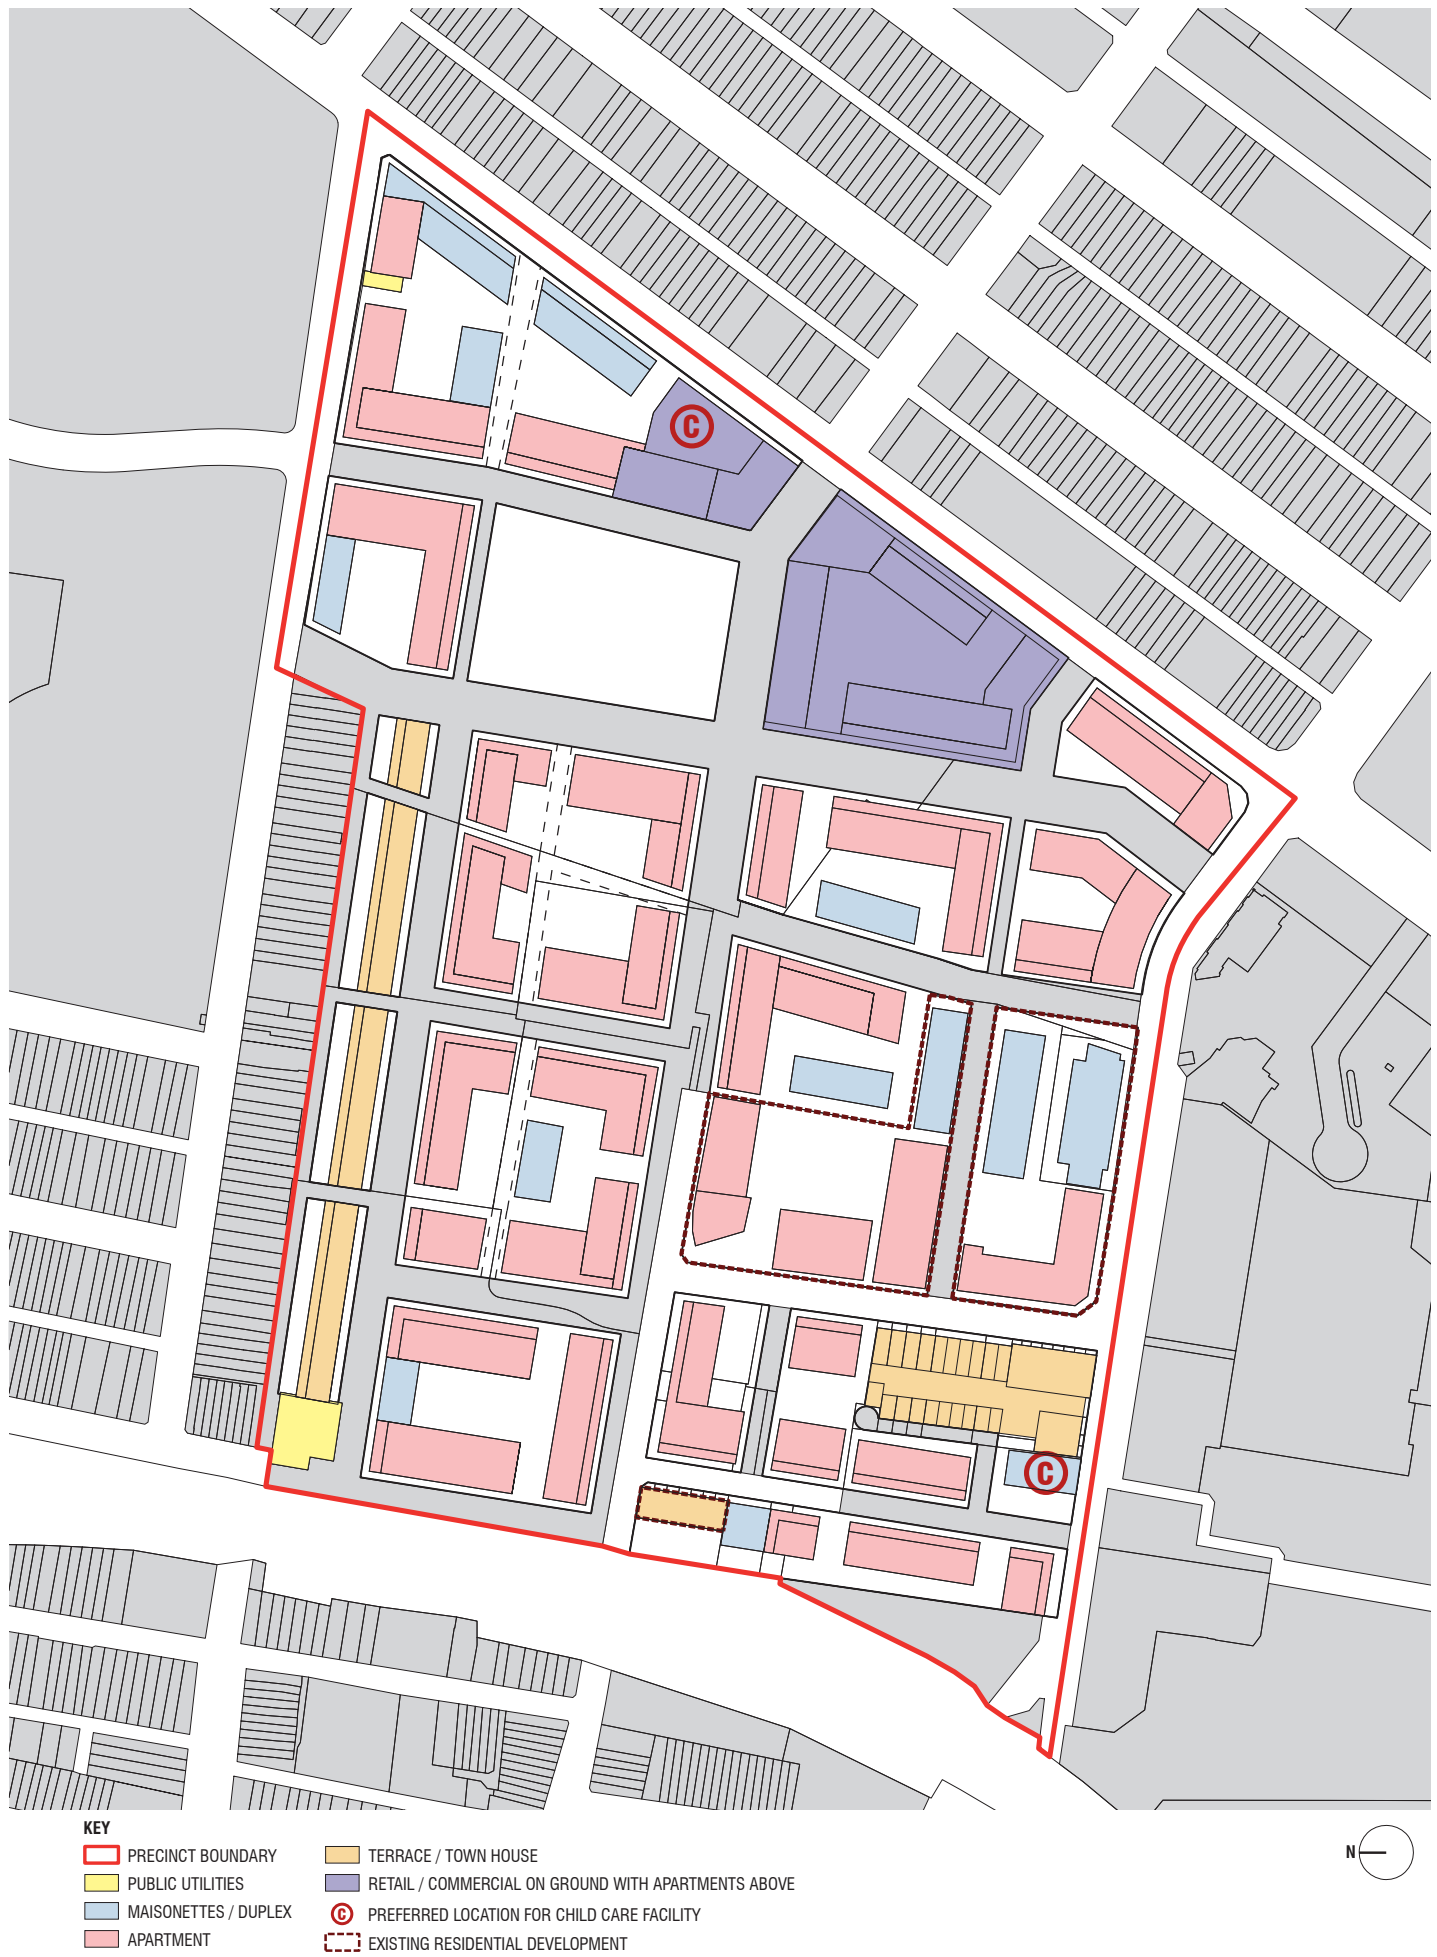 C
C
KEY
PRECINCT BOUNDARY
PUBLIC UTILITIES
MAISONETTES / DUPLEX
APARTMENT
TERRACE / TOWN HOUSE
RETAIL / COMMERCIAL ON GROUND WITH APARTMENTS ABOVE
C PREFERRED LOCATION FOR CHILD CARE FACILITY
EXISTING RESIDENTIAL DEVELOPMENT
N